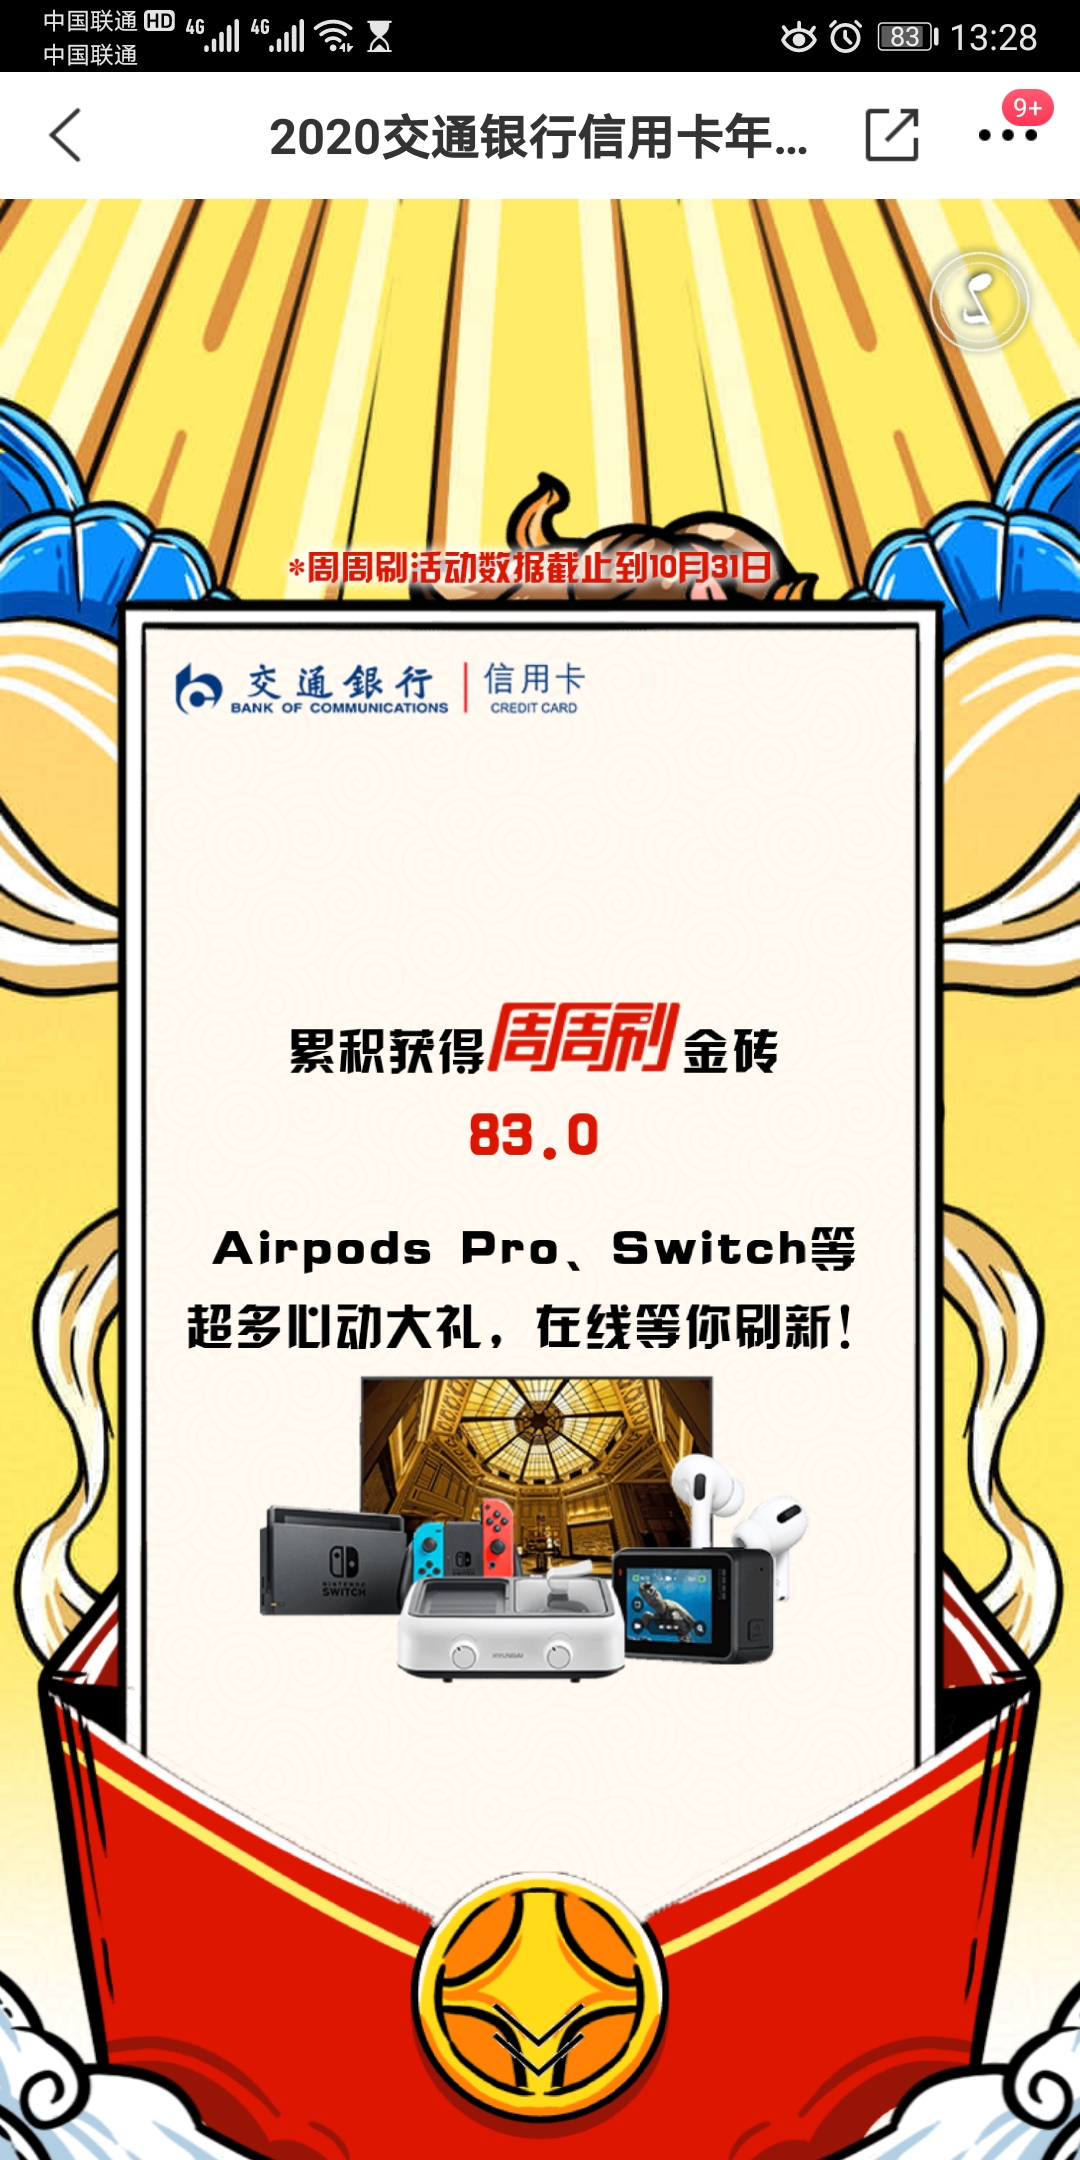 中国联通 HD 4G 4G 83 13:28
中国联通
2020交通银行信用卡年...
9+
*周周刷活动数据截止到10月31日
交通銀行 信用卡
BANK OF COMMUNICATIONS CREDIT CARD
累积获得周周刷金砖
83.0
Airpods Pro、Switch等
超多心动大礼，在线等你刷新！
NINTENDO
SWITCH
HYUNDAI